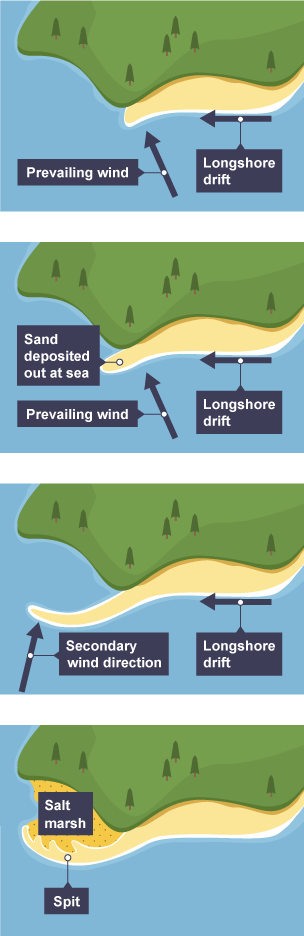 Prevailing wind
Longshore
drift
Sand
deposited
out at sea
Prevailing wind
Longshore
drift
Secondary
wind direction
Longshore
drift
Salt
marsh
Spit